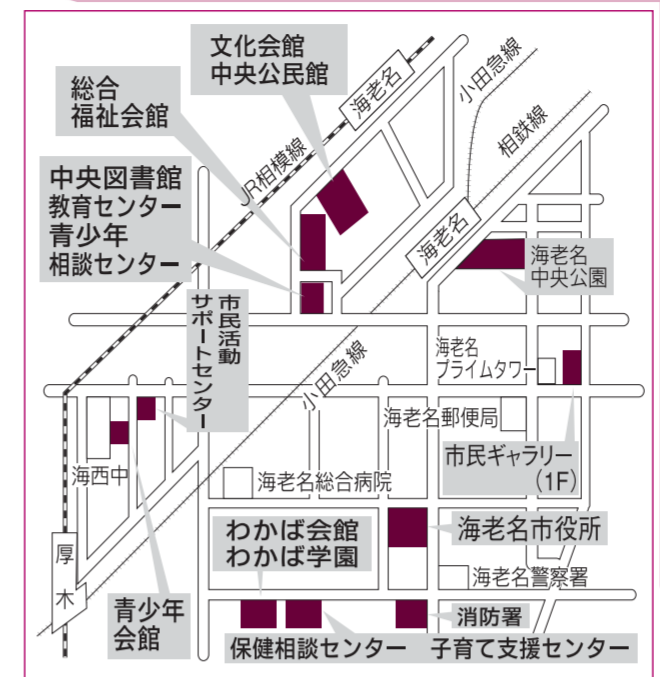 文化会館
中央公民館
海老名
小田急線
総合
福祉会館
相鉄線
JR相模線
中央図書館
教育センター
青少年
相談センター
海老名
海老名
中央公園
市民活動
サポートセンター
小田急線
海老名
プライムタワー
海老名郵便局
市民ギャラリー
(1F)
海西中
海老名総合病院
わかば会館
わかば学園
海老名市役所
厚木
海老名警察署
青少年
会館
消防署
保健相談センター
子育て支援センター